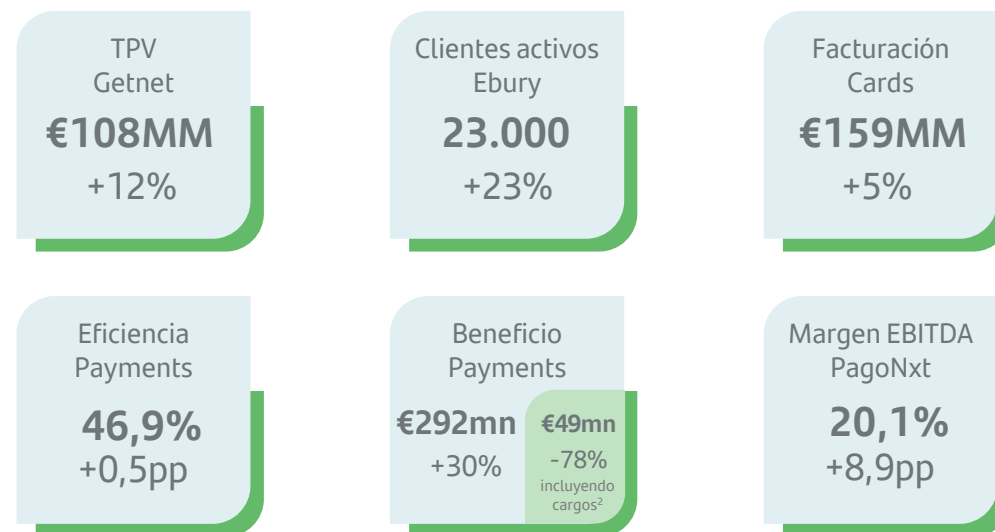 TPV
Getnet
€108MM
+12%
Clientes activos
Ebury
23.000
+23%
Facturación
Cards
€159MM
+5%
Eficiencia
Payments
46,9%
+0,5pp
Beneficio
Payments
€292mn
+30%
€49mn
-78%
incluyendo
cargos²
Margen EBITDA
PagoNxt
20,1%
+8,9pp